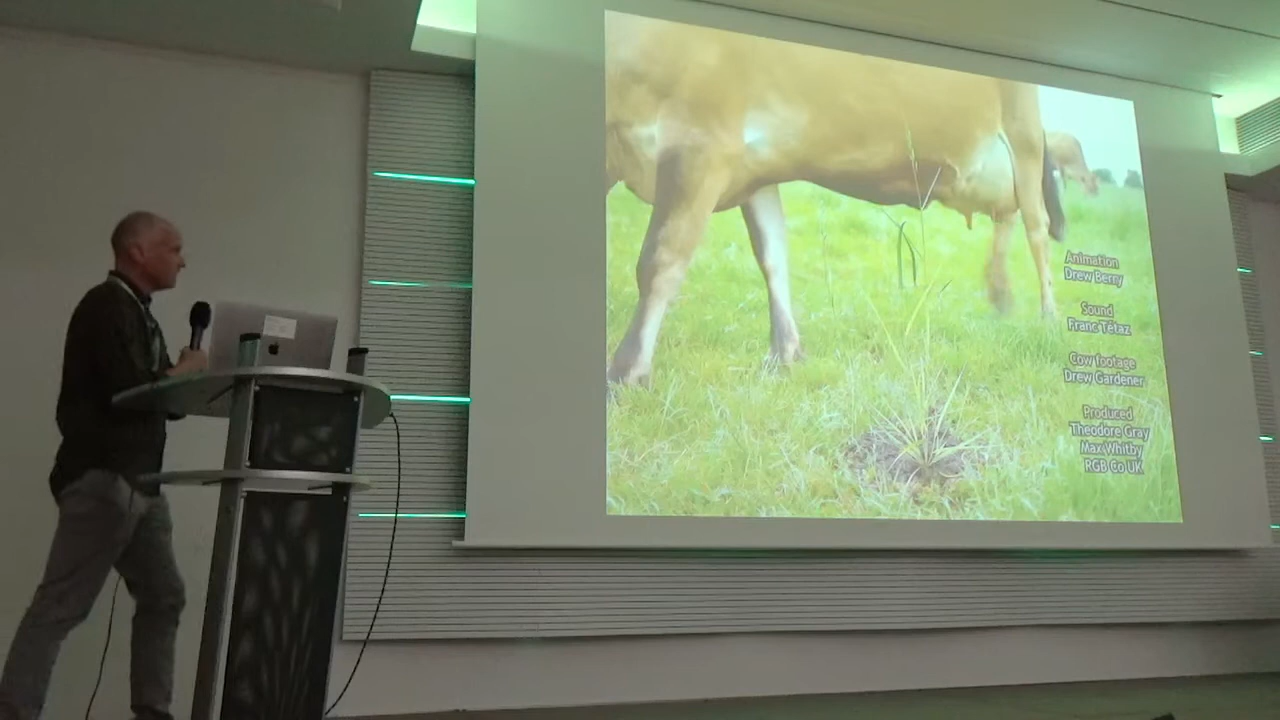 Animation
Drew Berry
Sound
Franc Tétaz
Cow footage
Drew Gardener
Produced
Theodore Gray
Max Whitby
RGB Co UK